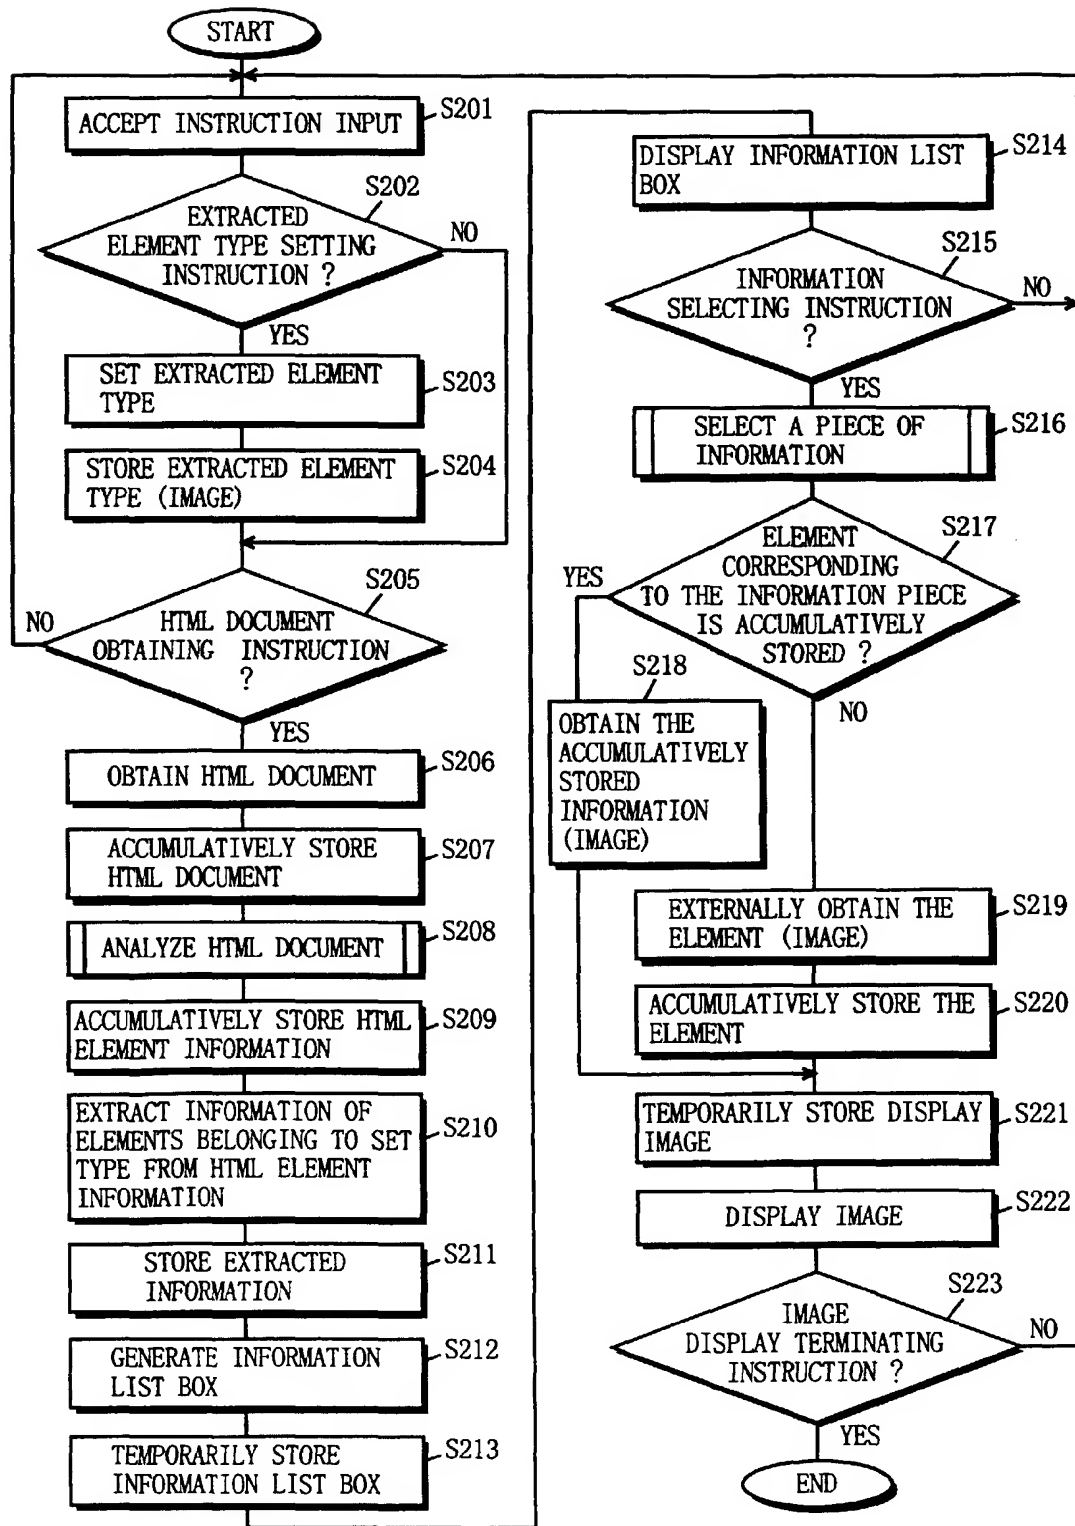 START
ACCEPT INSTRUCTION INPUT
S201
S202
EXTRACTED
ELEMENT TYPE SETTING
INSTRUCTION ?
NO
YES
SET EXTRACTED ELEMENT
TYPE
S203
STORE EXTRACTED ELEMENT
TYPE (IMAGE)
S204
S205
NO
HTML DOCUMENT
OBTAINING INSTRUCTION
?
YES
OBTAIN HTML DOCUMENT
S206
ACCUMULATIVELY STORE
HTML DOCUMENT
S207
ANALYZE HTML DOCUMENT
S208
ACCUMULATIVELY STORE HTML
ELEMENT INFORMATION
S209
EXTRACT INFORMATION OF
ELEMENTS BELONGING TO SET
TYPE FROM HTML ELEMENT
INFORMATION
S210
STORE EXTRACTED
INFORMATION
S211
GENERATE INFORMATION
LIST BOX
S212
TEMPORARILY STORE
INFORMATION LIST BOX
S213
DISPLAY INFORMATION LIST
BOX
S214
S215
INFORMATION
SELECTING INSTRUCTION
?
NO
YES
SELECT A PIECE OF
INFORMATION
S216
S217
ELEMENT
CORRESPONDING
TO THE INFORMATION PIECE
IS ACCUMULATIVELY
STORED ?
YES
NO
S218
OBTAIN THE
ACCUMULATIVELY
STORED
INFORMATION
(IMAGE)
EXTERNALLY OBTAIN THE
ELEMENT (IMAGE)
S219
ACCUMULATIVELY STORE THE
ELEMENT
S220
TEMPORARILY STORE DISPLAY
IMAGE
S221
DISPLAY IMAGE
S222
S223
IMAGE
DISPLAY TERMINATING
INSTRUCTION ?
NO
YES
END